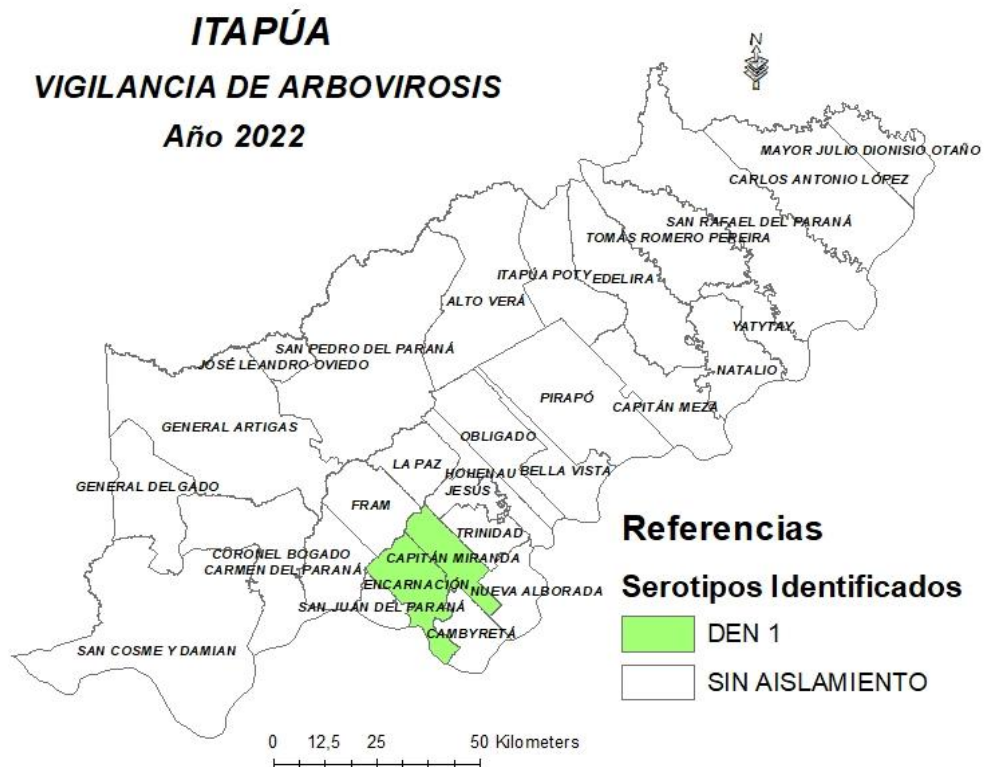 ITAPÚA
VIGILANCIA DE ARBOVIROSIS
Año 2022
N
MAYOR JULIO DIONISIO OTAÑO
CARLOS ANTONIO LÓPEZ
SAN RAFAEL DEL PARANÁ
TOMÁS ROMERO PEREIRA
ITAPÚA POTY
EDELIRA
ALTO VERÁ
YATYTAY
SAN PEDRO DEL PARANÁ
JOSÉ LEANDRO OVIEDO
NATALIO
PIRAPÓ
CAPITÁN MEZA
GENERAL ARTIGAS
OBLIGADO
LA PAZ
HOHENAU
BELLA VISTA
JESÚS
GENERAL DELGADO
FRAM
TRINIDAD
CORONEL BOGADO
CAPITÁN MIRANDA
CARMEN DEL PARANÁ
ENCARNACIÓN
NUEVA ALBORADA
SAN JUAN DEL PARANÁ
CAMBYRETÁ
SAN COSME Y DAMIAN
Referencias
Serotipos Identificados
DEN 1
SIN AISLAMIENTO
0 12,5 25 50 Kilometers